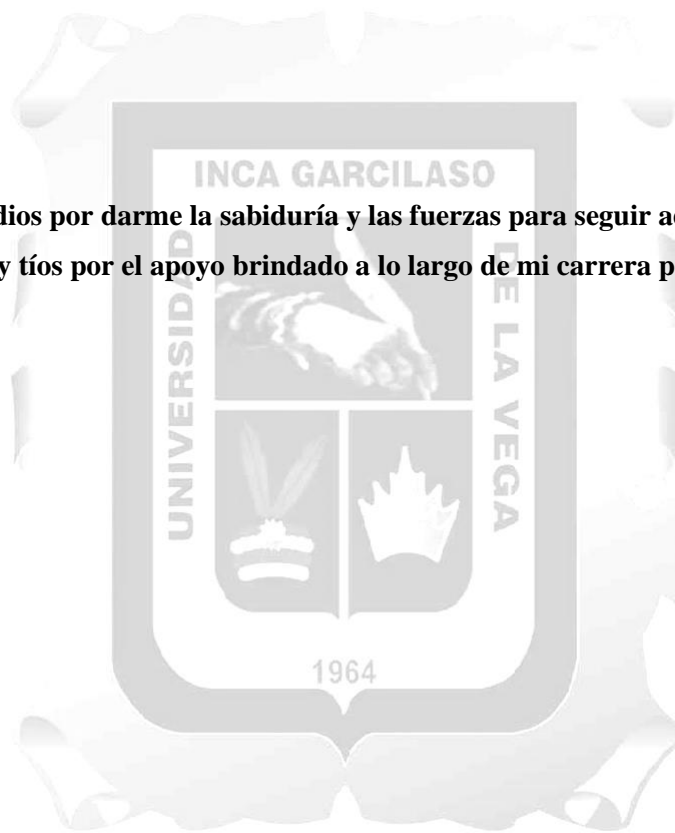 INCA GARCILASO
dios por darme la sabiduría y las fuerzas para seguir
y tíos por el apoyo brindado a lo largo de mi carrera
UNIVERSIDAD
DE LA VEGA
1964